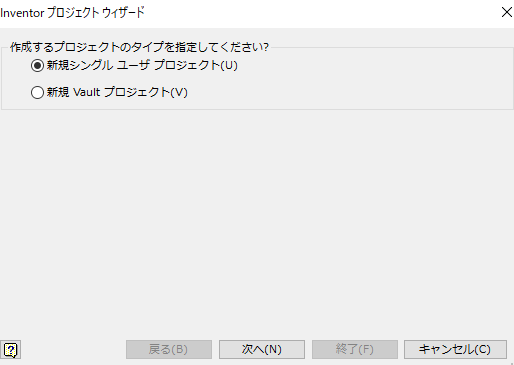 Inventor プロジェクト ウィザード
作成するプロジェクトのタイプを指定してください?
新規シングル ユーザ プロジェクト(U)
新規 Vault プロジェクト(V)
戻る(B) 次へ(N) 終了(F) キャンセル(C)